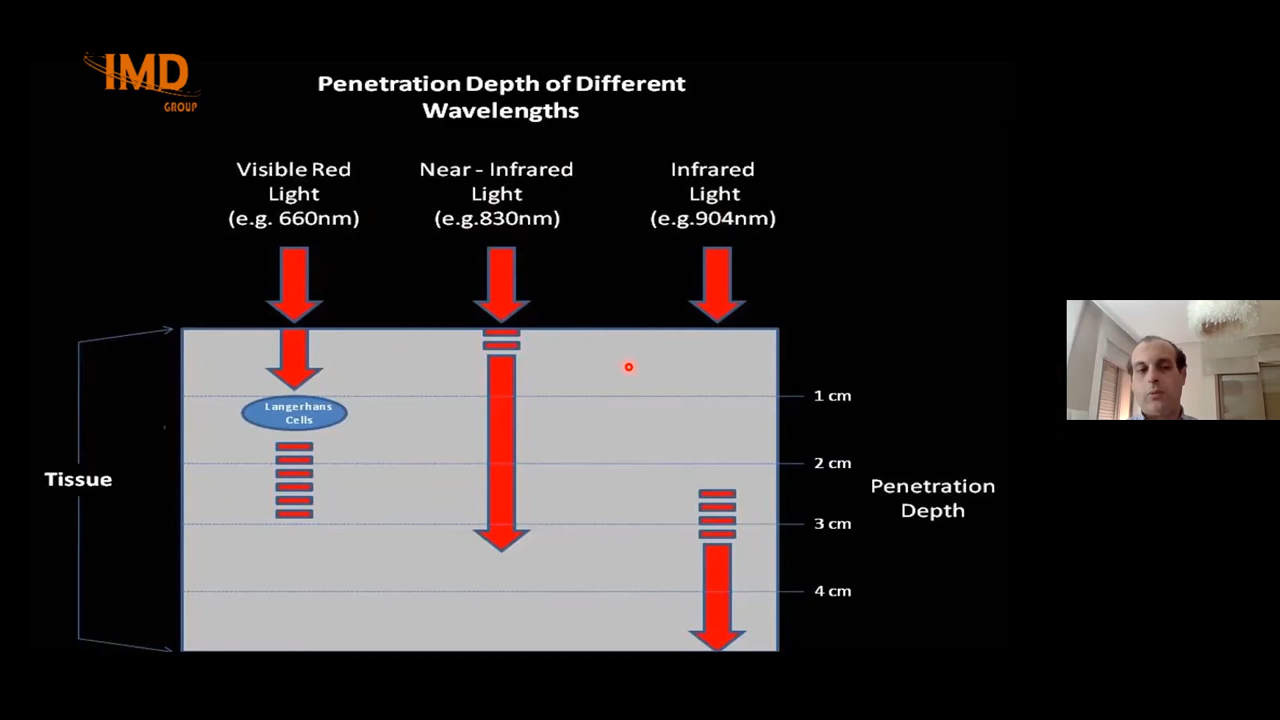 IMD
GROUP
Penetration Depth of Different
Wavelengths
Visible Red
Light
(e.g. 660nm)
Near - Infrared
Light
(e.g.830nm)
Infrared
Light
(e.g.904nm)
Langerhans
Cells
1 cm
2 cm
3 cm
4 cm
Tissue
Penetration
Depth